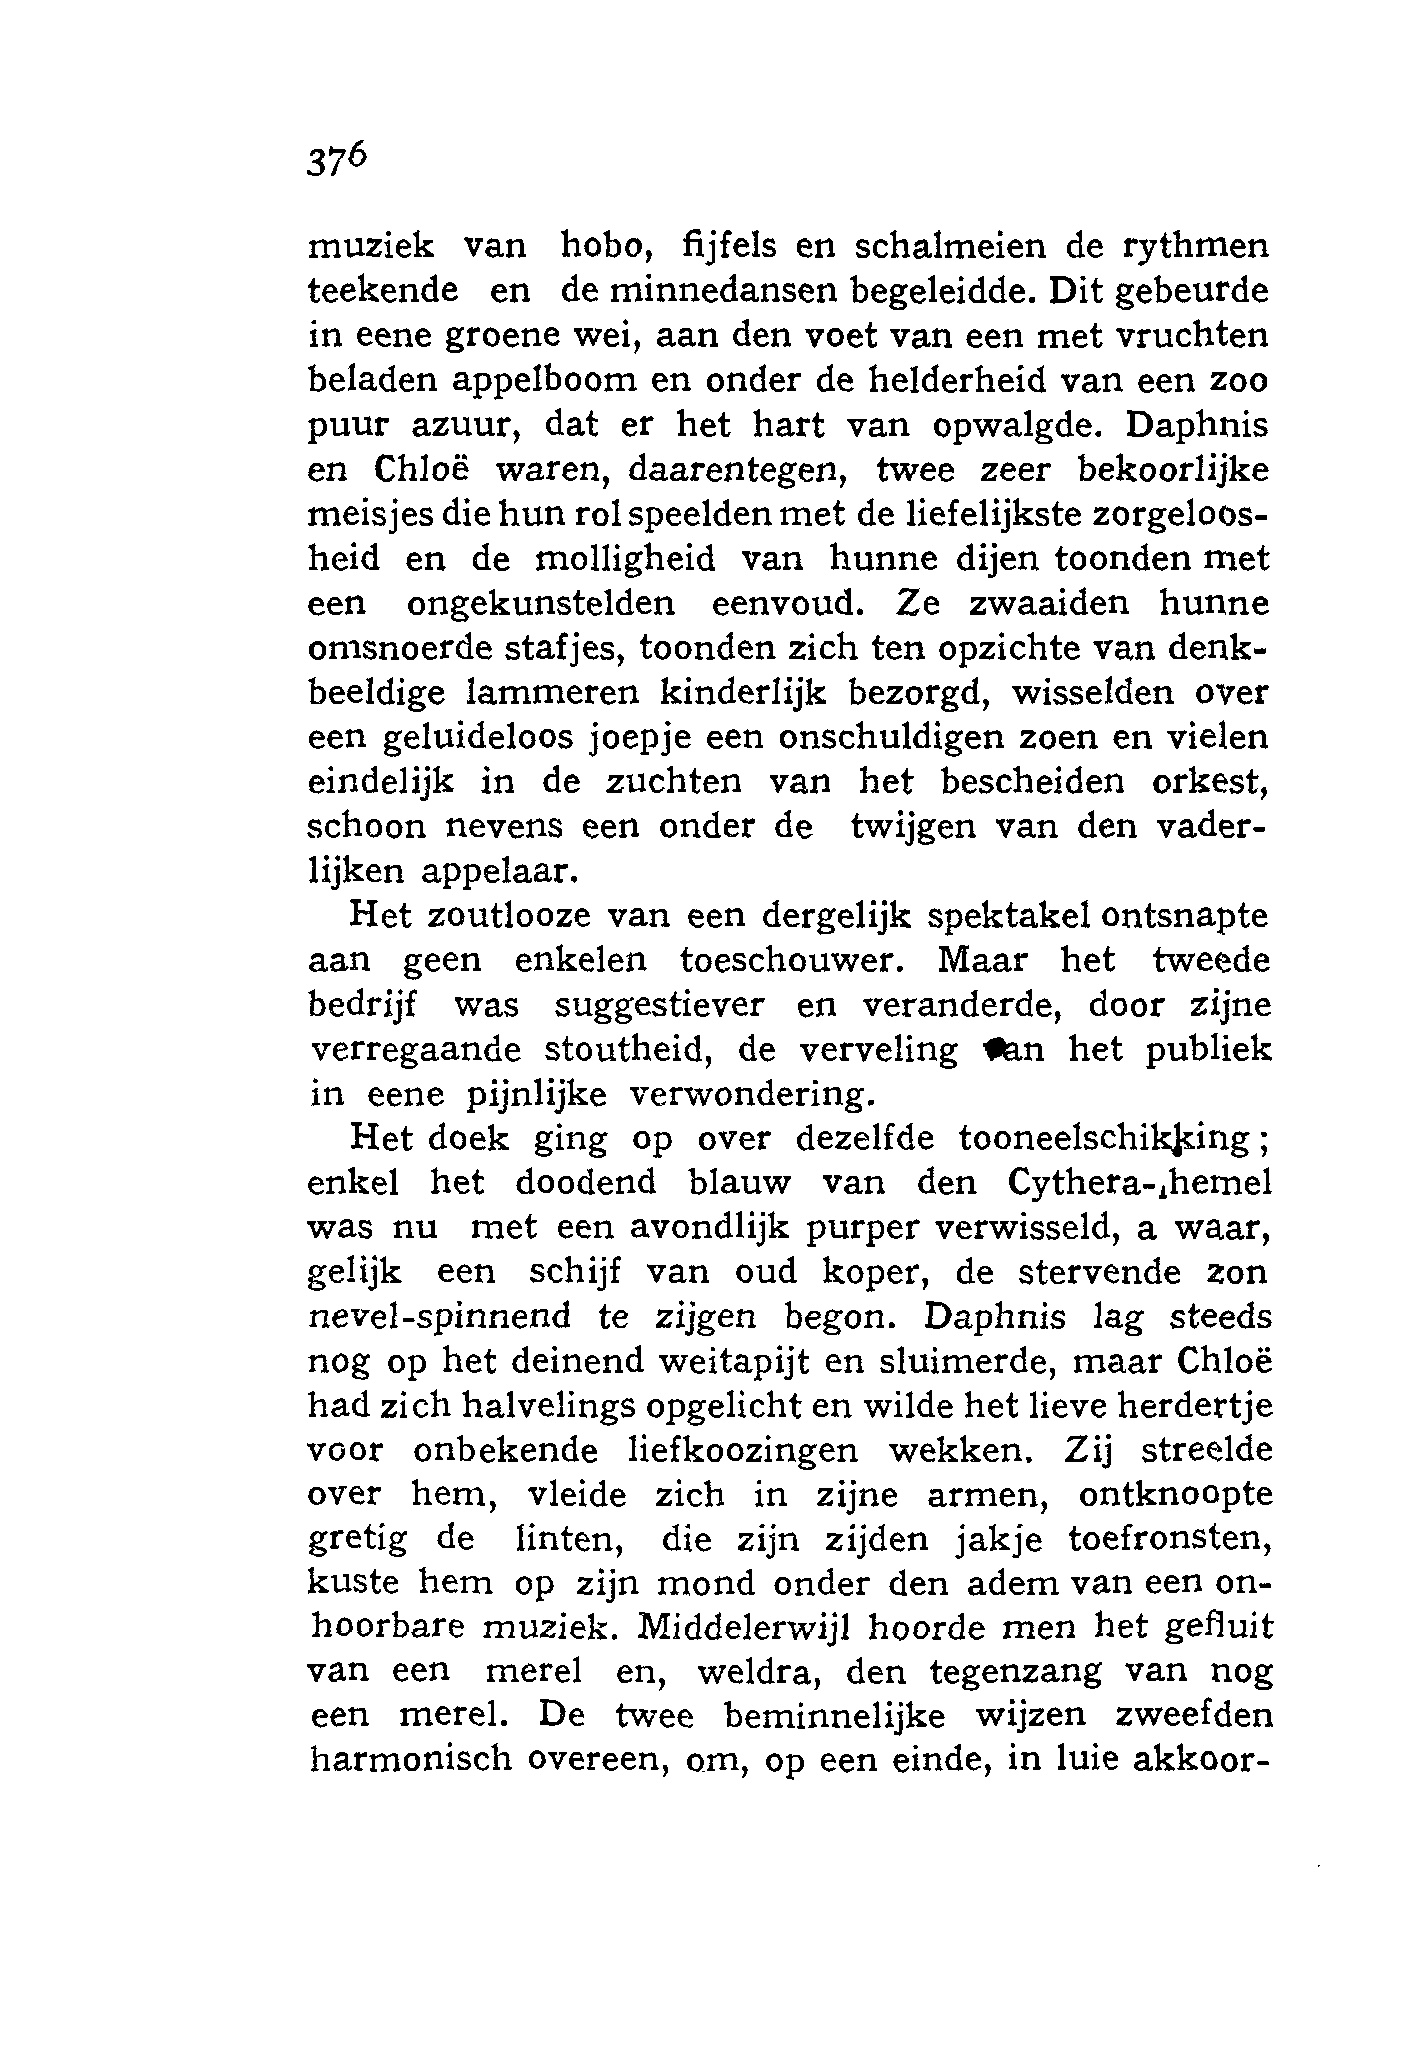 376
muziek van hobo, fijfels en schalmeien de rythmen
teekende en de minnedansen begeleidde. Dit gebeurde
in eene groene wei, aan den voet van een met vruchten
beladen appelboom en onder de helderheid van een zoo
puur azuur, dat er het hart van opwalgde. Daphnis
en Chloë waren, daarentegen, twee zeer bekoorlijke
meisjes die hun rol speelden met de liefelijkste zorgeloos-
heid en de molligheid van hunne dijen toonden met
een ongekunstelden eenvoud. Ze zwaaiden hunne
omsnoerde stafjes, toonden zich ten opzichte van denk-
beeldige lammeren kinderlijk bezorgd, wisselden over
een geluideloos joepje een onschuldigen zoen en vielen
eindelijk in de zuchten van het bescheiden orkest,
schoon nevens een onder de twijgen van den vader-
lijken appelaar.
Het zoutlooze van een dergelijk spektakel ontsnapte
aan geen enkelen toeschouwer. Maar het tweede
bedrijf was suggestiever en veranderde, door zijne
verregaande stoutheid, de verveling van het publiek
in eene pijnlijke verwondering.
Het doek ging op over dezelfde tooneelschikking;
enkel het doodend blauw van den Cythera-hemel
was nu met een avondlijk purper verwisseld, a waar,
gelijk een schijf van oud koper, de stervende zon
nevel-spinnend te zijgen begon. Daphnis lag steeds
nog op het deinend weitapijt en sluimerde, maar Chloë
had zich halvelings opgelicht en wilde het lieve herdertje
voor onbekende liefkoozingen wekken. Zij streelde
over hem, vleide zich in zijne armen, ontknoopte
gretig de linten, die zijn zijden jakje toefronsten,
kuste hem op zijn mond onder den adem van een on-
hoorbare muziek. Middelerwijl hoorde men het gefluit
van een merel en, weldra, den tegenzang van nog
een merel. De twee beminnelijke wijzen zweefden
harmonisch overeen, om, op een einde, in luie akkoor-